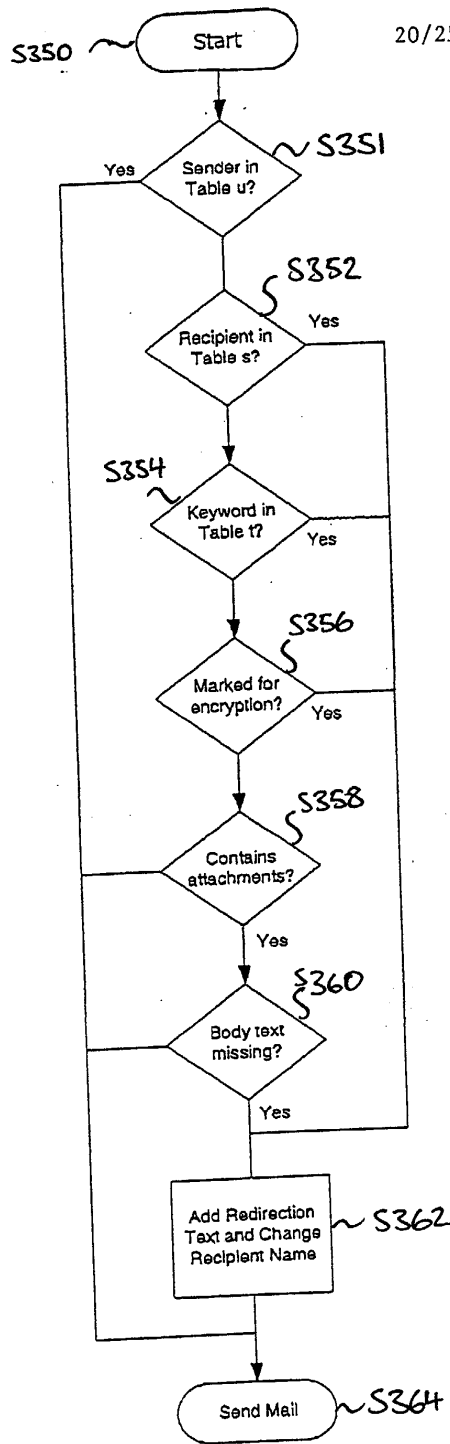 20/25
S350
Start
S351
Yes
Sender in
Table u?
S352
Recipient in
Table s?
Yes
S354
Keyword in
Table t?
Yes
S356
Marked for
encryption?
Yes
S358
Contains
attachments?
Yes
S360
Body text
missing?
Yes
Add Redirection
Text and Change
Recipient Name
S362
Send Mail
S364